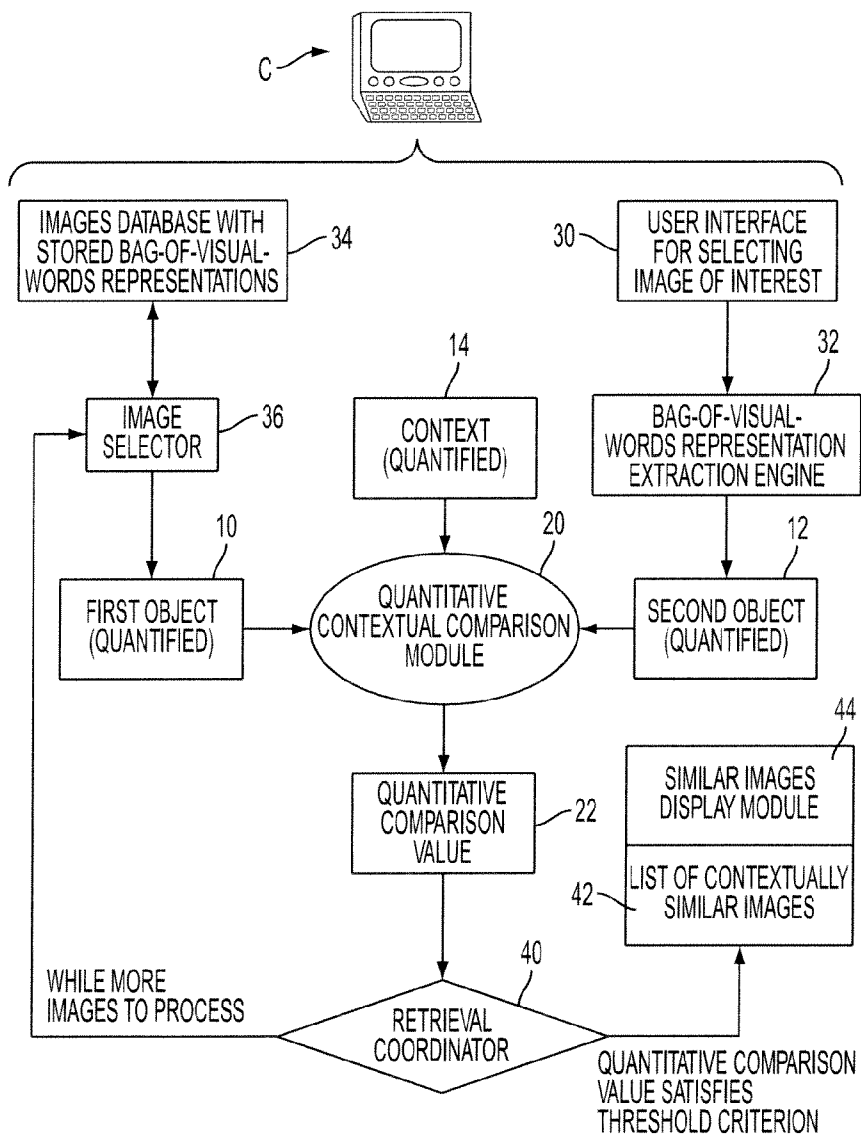 C
IMAGES DATABASE WITH
STORED BAG-OF-VISUAL-
WORDS REPRESENTATIONS
34
30
USER INTERFACE
FOR SELECTING
IMAGE OF INTEREST
14
32
IMAGE
SELECTOR
36
CONTEXT
(QUANTIFIED)
BAG-OF-VISUAL-
WORDS REPRESENTATION
EXTRACTION ENGINE
10
20
12
FIRST OBJECT
(QUANTIFIED)
QUANTITATIVE
CONTEXTUAL COMPARISON
MODULE
SECOND OBJECT
(QUANTIFIED)
44
QUANTITATIVE
COMPARISON
VALUE
22
SIMILAR IMAGES
DISPLAY MODULE
42
LIST OF CONTEXTUALLY
SIMILAR IMAGES
WHILE MORE
IMAGES TO PROCESS
40
RETRIEVAL
COORDINATOR
QUANTITATIVE COMPARISON
VALUE SATISFIES
THRESHOLD CRITERION